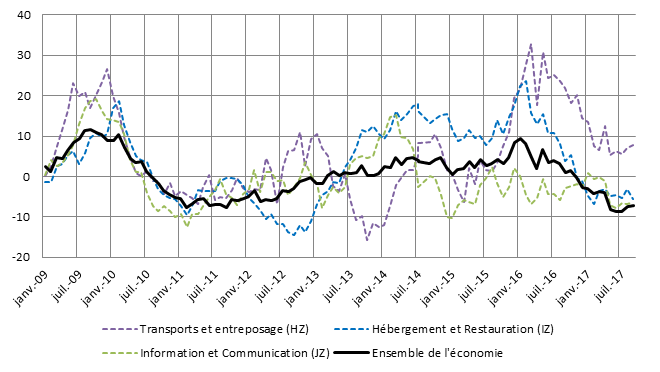 40
30
20
10
0
-10
-20
janv.-09
juil.-09
janv.-10
juil.-10
janv.-11
juil.-11
janv.-12
juil.-12
janv.-13
juil.-13
janv.-14
juil.-14
janv.-15
juil.-15
janv.-16
juil.-16
janv.-17
juil.-17
Transports et entreposage (HZ)
Hébergement et Restauration (IZ)
Information et Communication (JZ)
Ensemble de l'économie